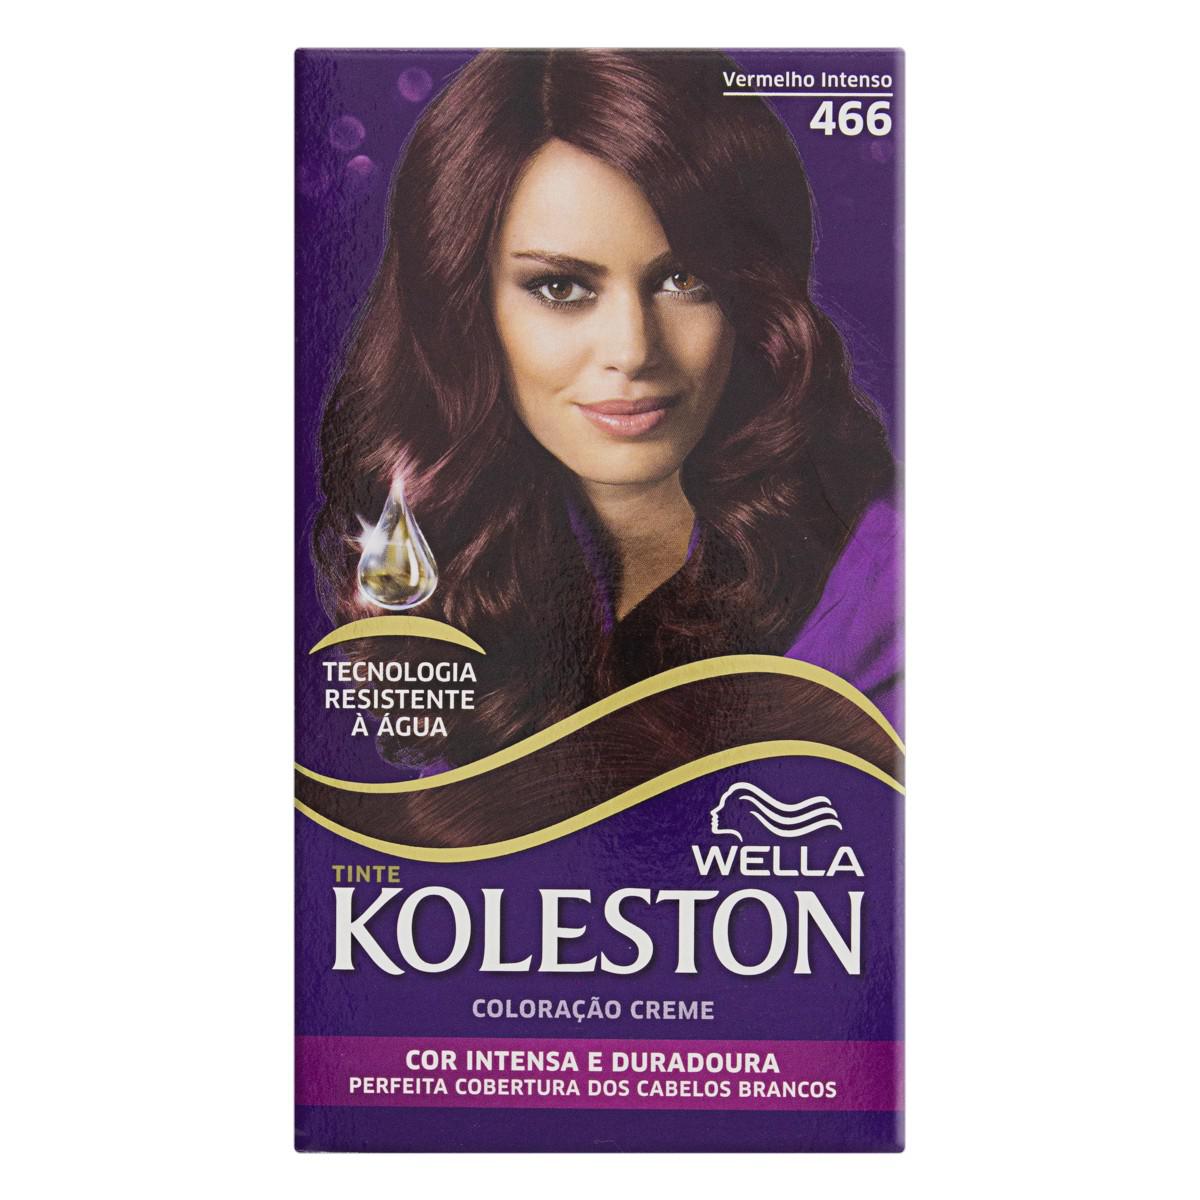 Vermelho Intenso
466
TECNOLOGIA
RESISTENTE
À ÁGUA
WELLA
TINTE
KOLESTON
COLORAÇÃO CREME
COR INTENSA E DURADOURA
PERFEITA COBERTURA DOS CABELOS BRANCOS